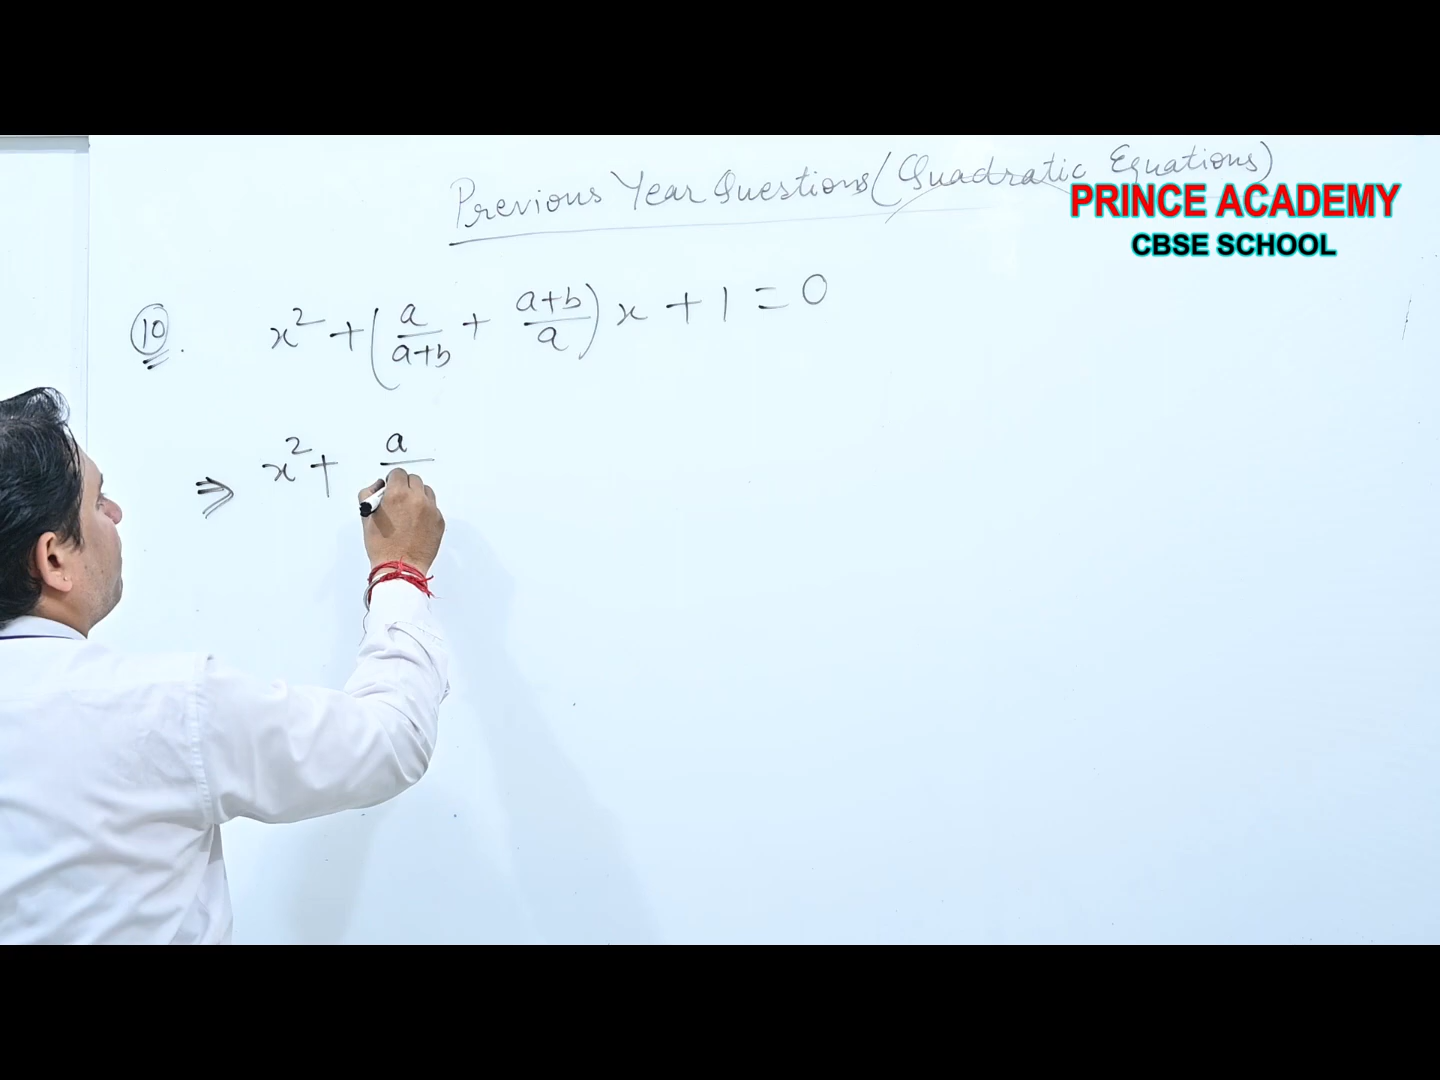 Previous Year Questions (Quadratic Equations)
PRINCE ACADEMY
CBSE SCHOOL
10. x² + (a/(a+b) + (a+b)/a) x + 1 = 0
⇒ x² + a/